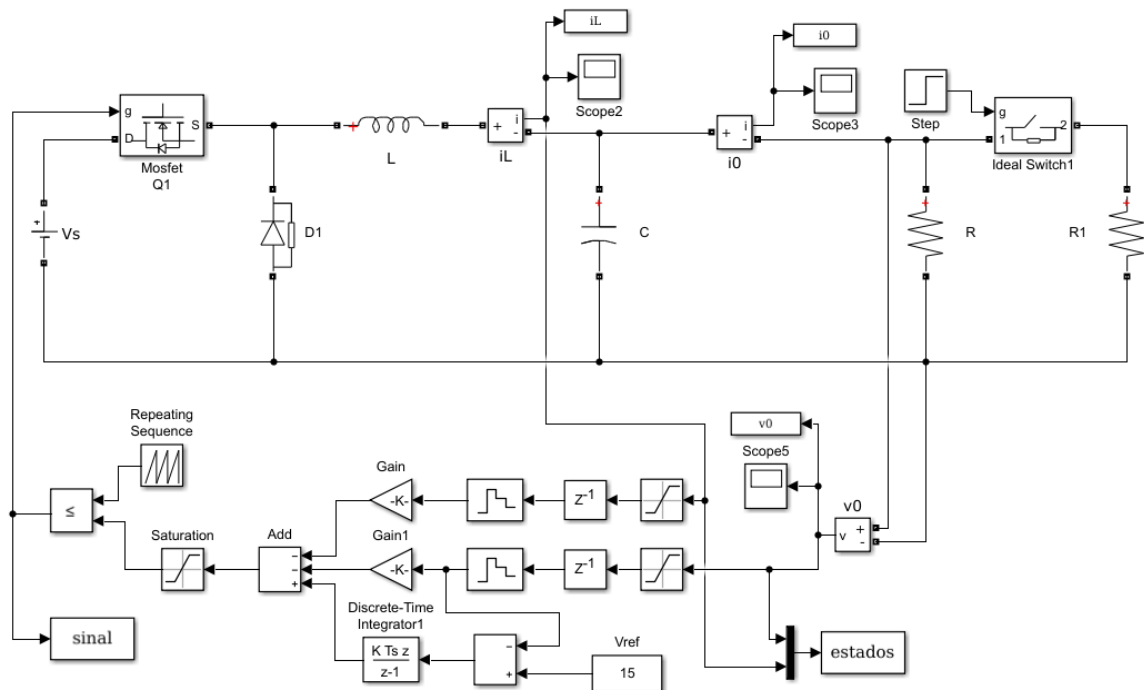 iL
i0
Scope2
Scope3
Step
g
D
S
Mosfet
Q1
L
+
i
-
iL
+
i
-
i0
g
1
2
Ideal Switch1
+
Vs
D1
C
R
R1
Repeating
Sequence
v0
Scope5
Gain
-K-
Z-1
v0
v
+
-
≤
Saturation
Add
−
−
+
Gain1
-K-
Z-1
Discrete-Time
Integrator1
K Ts z
z-1
−
+
Vref
15
sinal
estados